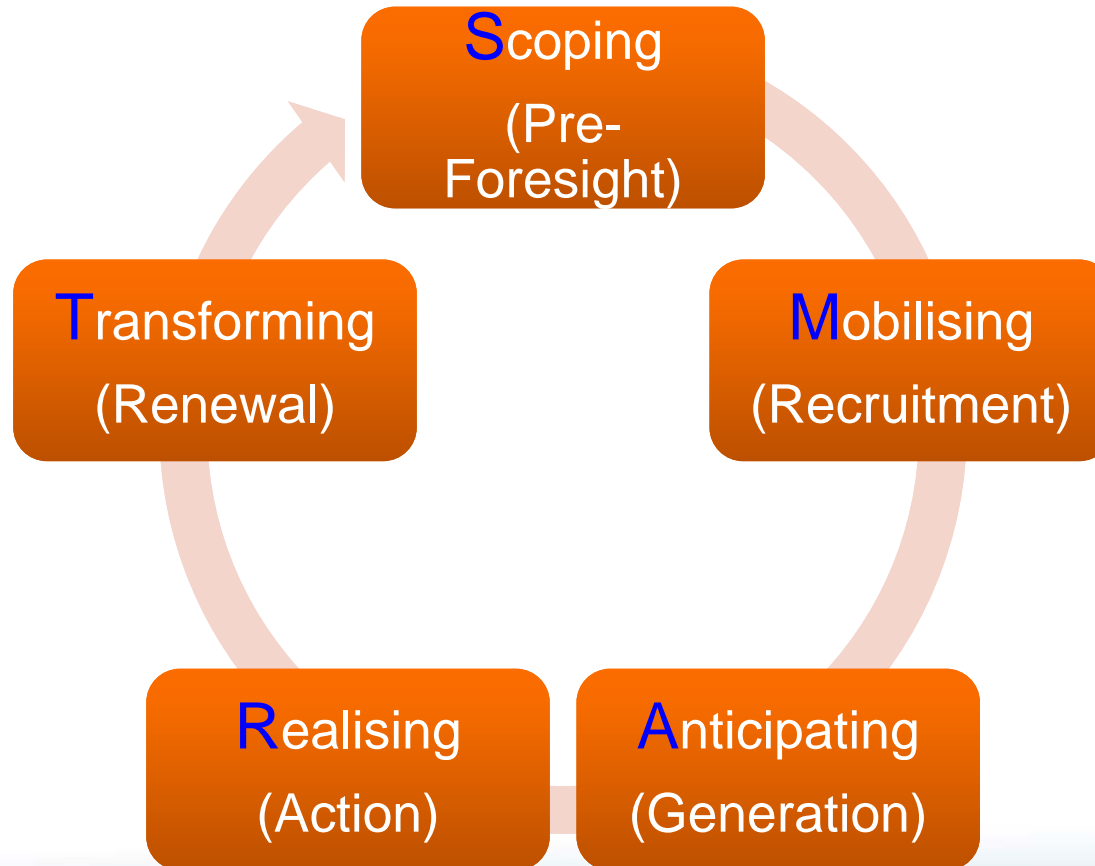 Scoping
(Pre-
Foresight)
Mobilising
(Recruitment)
Anticipating
(Generation)
Realising
(Action)
Transforming
(Renewal)